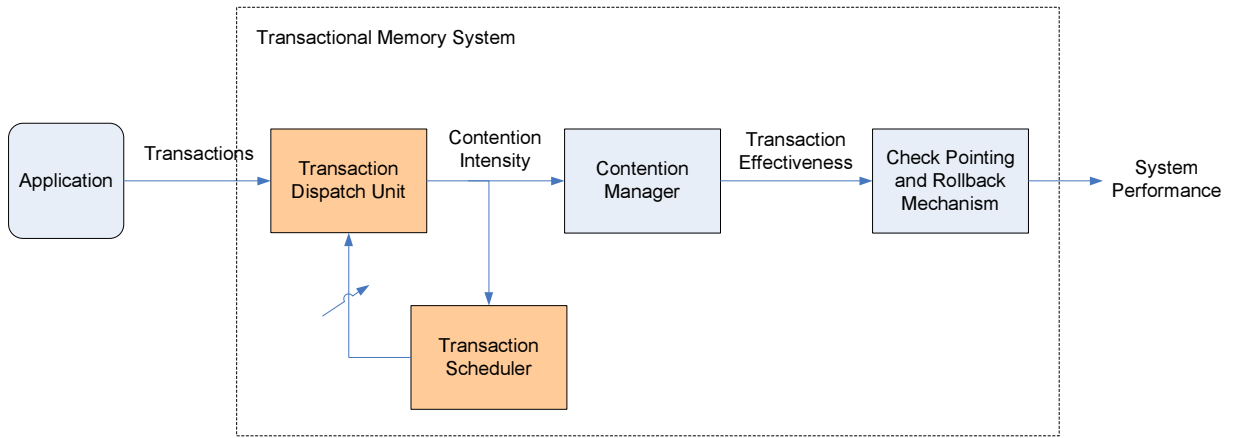 Transactional Memory System
Application
Transactions
Transaction
Dispatch Unit
Contention
Intensity
Contention
Manager
Transaction
Effectiveness
Check Pointing
and Rollback
Mechanism
System
Performance
Transaction
Scheduler